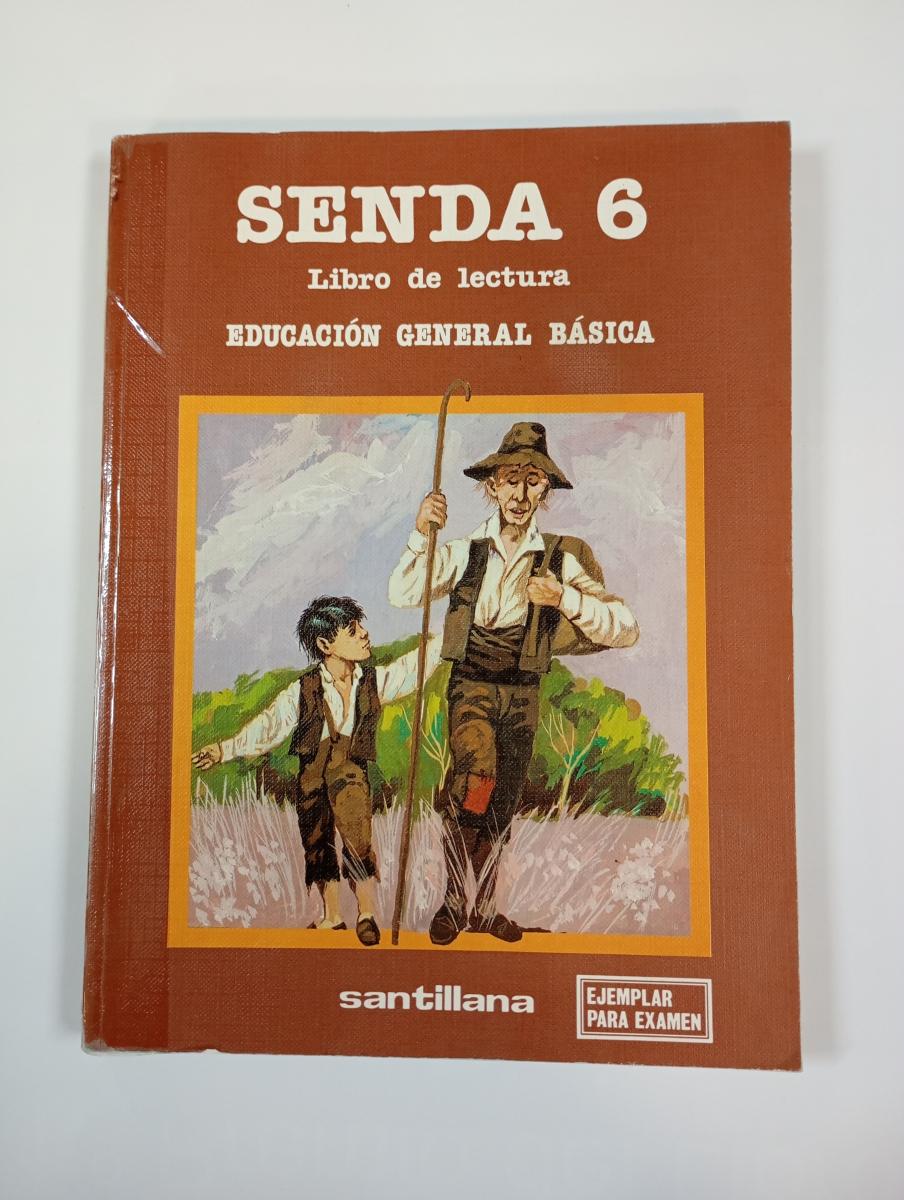 SENDA 6
Libro de lectura
EDUCACIÓN GENERAL BÁSICA
santillana
EJEMPLAR
PARA EXAMEN